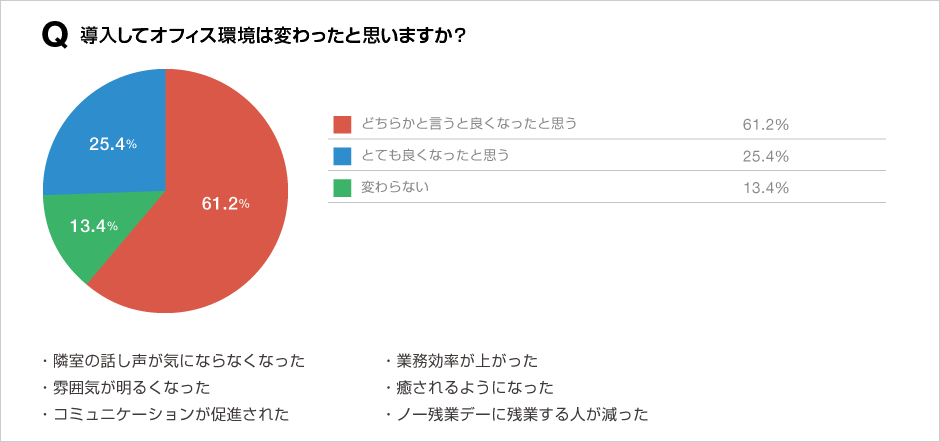 Q 導入してオフィス環境は変わったと思いますか？
25.4%
13.4%
61.2%
どちらかと言うと良くなったと思う 61.2%
とても良くなったと思う 25.4%
変わらない 13.4%
・隣室の話し声が気にならなくなった
・雰囲気が明るくなった
・コミュニケーションが促進された
・業務効率が上がった
・癒されるようになった
・ノー残業デーに残業する人が減った